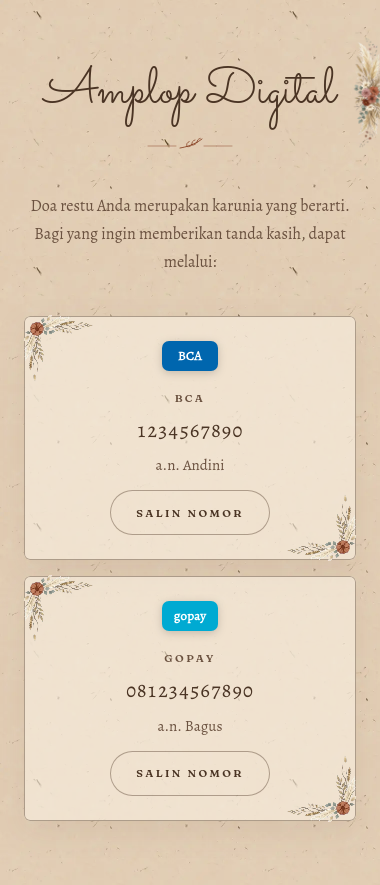 Amplop Digital
Doa restu Anda merupakan karunia yang berarti.
Bagi yang ingin memberikan tanda kasih, dapat
melalui:
BCA
BCA
1234567890
a.n. Andini
SALIN NOMOR
gopay
GOPAY
081234567890
a.n. Bagus
SALIN NOMOR